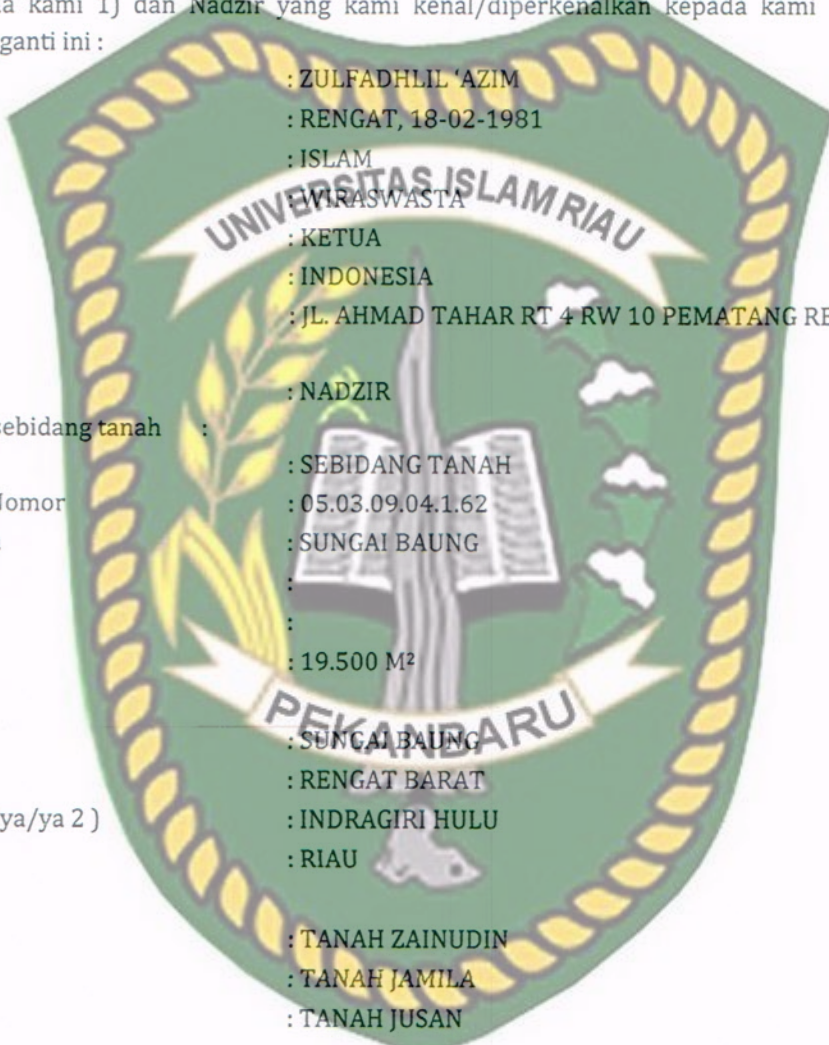 kami 1) dan Nadzir yang kami kenal/diperkenalkan kepada kami
ganti ini :
: ZULFADHLIL ‘AZIM
: RENGAT, 18-02-1981
: ISLAM
UNIVERSITAS ISLAM RIAU
: WIRASWASTA
: KETUA
: INDONESIA
: JL. AHMAD TAHAR RT 4 RW 10 PEMATANG RE
: NADZIR
sebidang tanah :
: SEBIDANG TANAH
Nomor : 05.03.09.04.1.62
: SUNGAI BAUNG
:
:
: 19.500 M²
PEKANBARU
: SUNGAI BAUNG
: RENGAT BARAT
ya/ya 2 ) : INDRAGIRI HULU
: RIAU
: TANAH ZAINUDIN
: TANAH JAMILA
: TANAH JUSAN